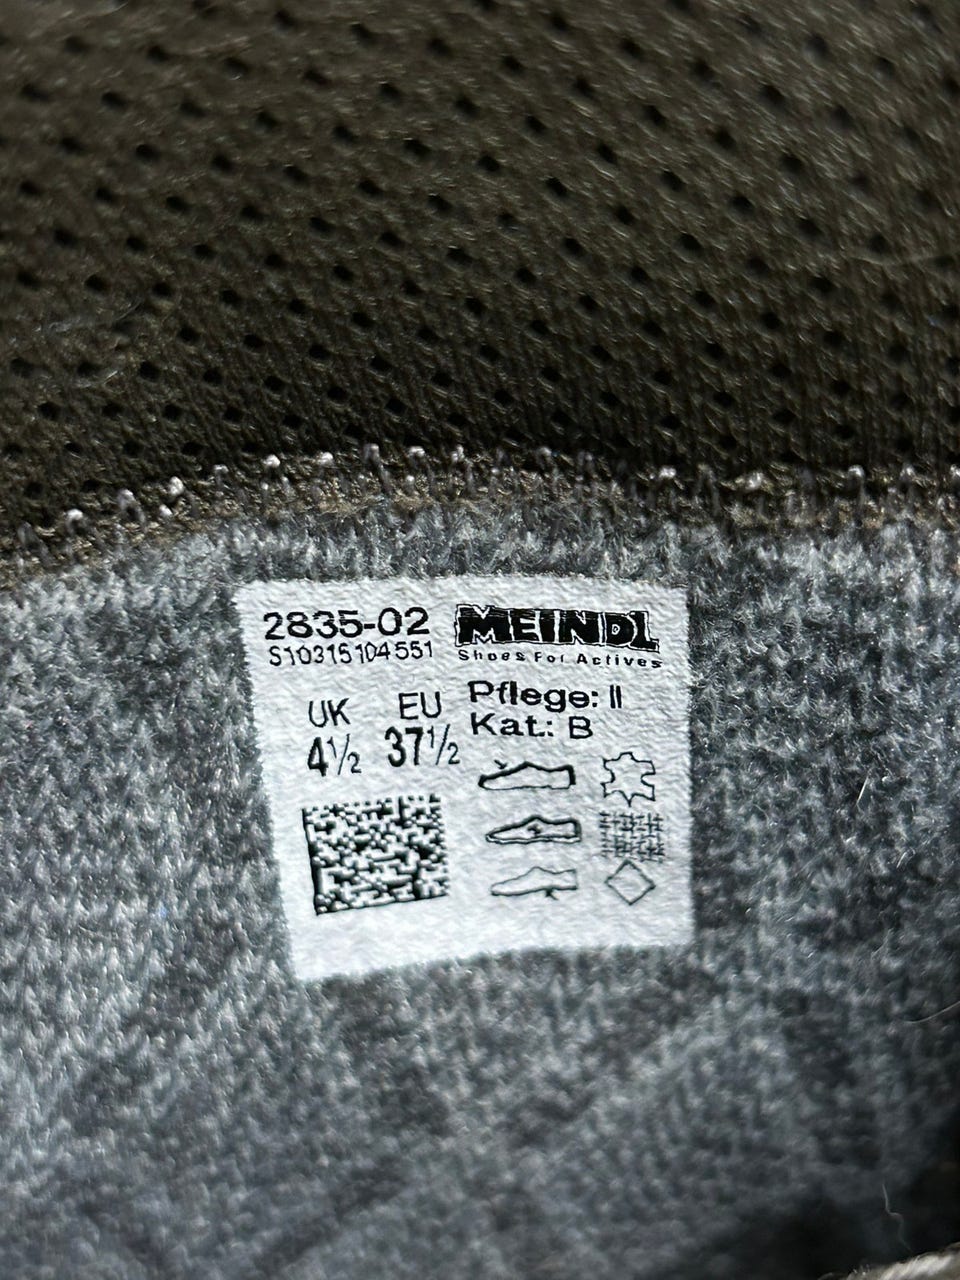 2835-02
S10315104551
MEINDL
Shoes For Actives
UK EU
4½ 37½
Pflege: II
Kat.: B